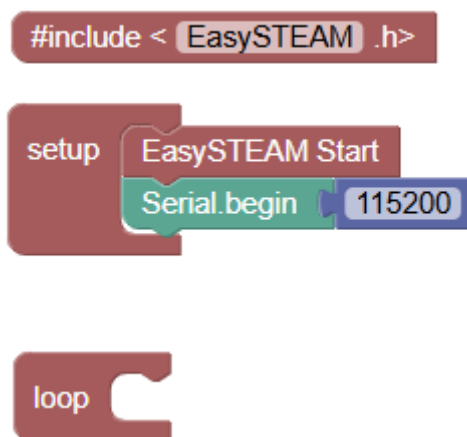 #include < EasySTEAM .h>
setup EasySTEAM Start
Serial.begin 115200
loop